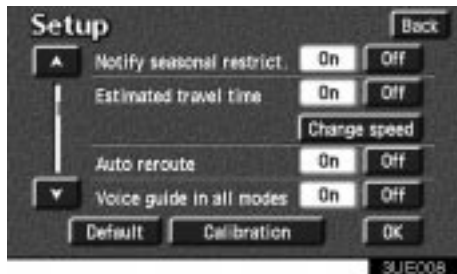 Setup Back
Notify seasonal restrict. On Off
Estimated travel time On Off
Change speed
Auto reroute On Off
Voice guide in all modes On Off
Default Calibration OK
3UE008